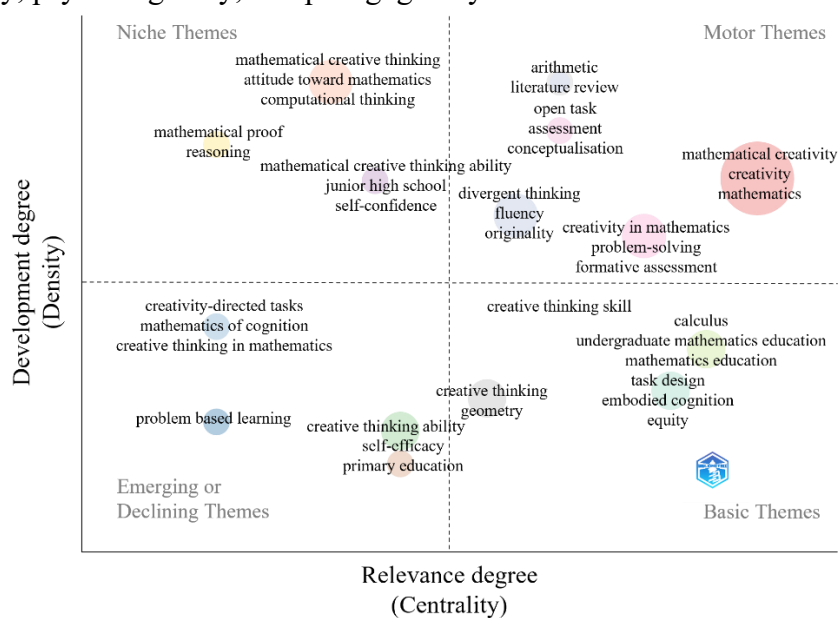 y, psychological y, and pedagogical y
Niche Themes
Motor Themes
mathematical creative thinking
attitude toward mathematics
computational thinking
arithmetic
literature review
open task
assessment
conceptualisation
mathematical proof
reasoning
mathematical creative thinking ability
junior high school
self-confidence
mathematical creativity
creativity
mathematics
divergent thinking
fluency
originality
creativity in mathematics
problem-solving
formative assessment
Development degree
(Density)
creativity-directed tasks
mathematics of cognition
creative thinking in mathematics
creative thinking skill
calculus
undergraduate mathematics education
mathematics education
task design
embodied cognition
equity
creative thinking
geometry
problem based learning
creative thinking ability
self-efficacy
primary education
Emerging or
Declining Themes
Basic Themes
Relevance degree
(Centrality)